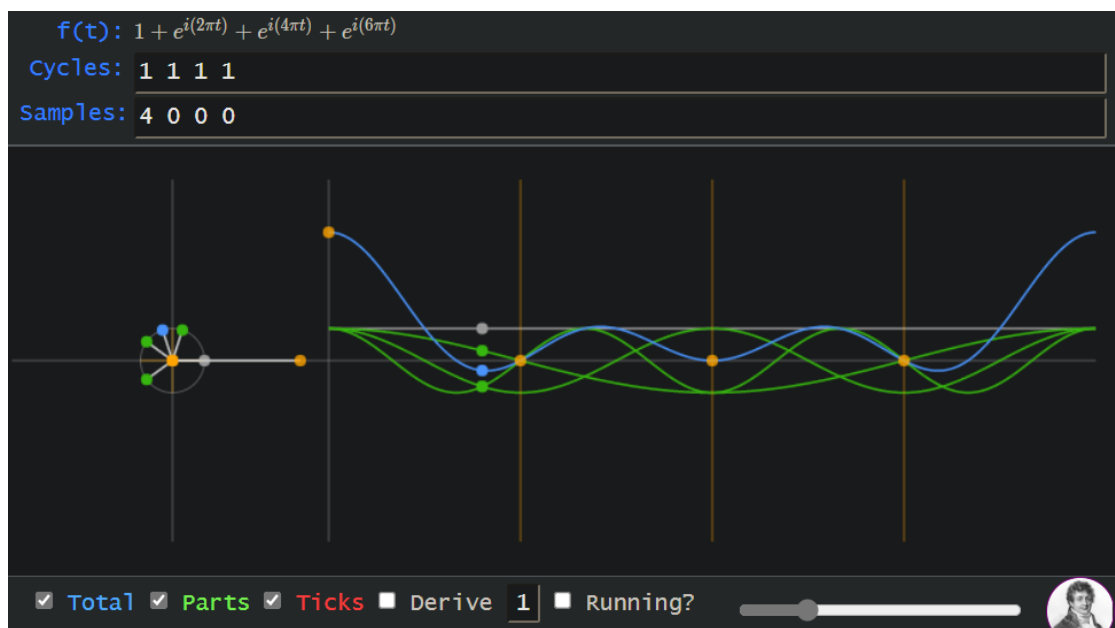 f(t): 1 + e^{i(2πt)} + e^{i(4πt)} + e^{i(6πt)}
Cycles: 1 1 1 1
Samples: 4 0 0 0
Total Parts Ticks Derive 1 Running?